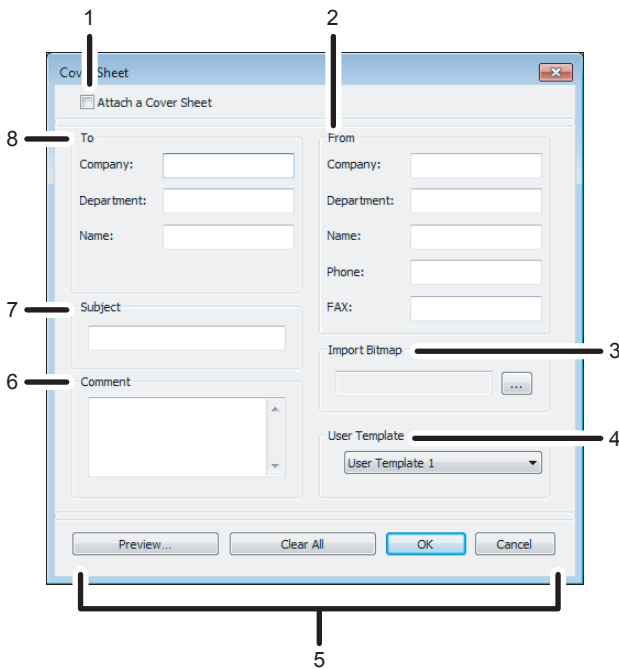 1
2
Cover Sheet
Attach a Cover Sheet
8
To
Company:
Department:
Name:
From
Company:
Department:
Name:
Phone:
FAX:
7
Subject
Import Bitmap
3
...
6
Comment
User Template
4
User Template 1
Preview...
Clear All
OK
Cancel
5